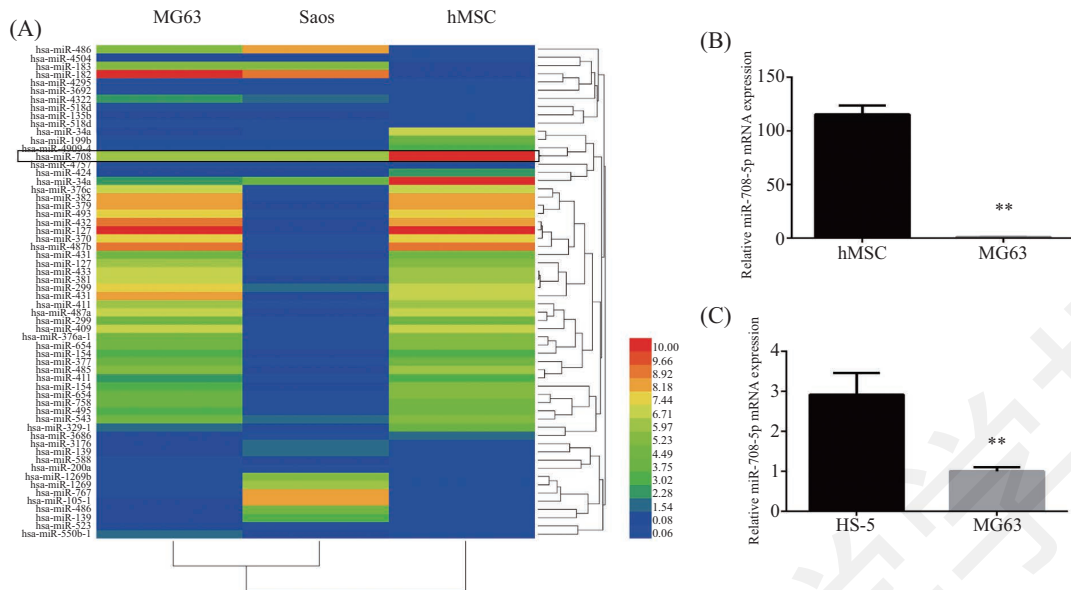 (A)
MG63 Saos hMSC
hsa-miR-486
hsa-miR-4504
hsa-miR-183
hsa-miR-182
hsa-miR-4295
hsa-miR-3692
hsa-miR-4322
hsa-miR-518d
hsa-miR-135b
hsa-miR-518d
hsa-miR-34a
hsa-miR-199b
hsa-miR-4909-4
hsa-miR-708
hsa-miR-4757
hsa-miR-424
hsa-miR-34a
hsa-miR-376c
hsa-miR-382
hsa-miR-379
hsa-miR-493
hsa-miR-432
hsa-miR-127
hsa-miR-370
hsa-miR-487b
hsa-miR-431
hsa-miR-127
hsa-miR-433
hsa-miR-381
hsa-miR-299
hsa-miR-431
hsa-miR-411
hsa-miR-487a
hsa-miR-299
hsa-miR-409
hsa-miR-376a-1
hsa-miR-654
hsa-miR-154
hsa-miR-377
hsa-miR-485
hsa-miR-411
hsa-miR-154
hsa-miR-654
hsa-miR-758
hsa-miR-495
hsa-miR-543
hsa-miR-329-1
hsa-miR-3686
hsa-miR-3176
hsa-miR-139
hsa-miR-588
hsa-miR-200a
hsa-miR-1269b
hsa-miR-1269
hsa-miR-767
hsa-miR-105-1
hsa-miR-486
hsa-miR-139
hsa-miR-523
hsa-miR-550b-1
10.00
9.66
8.92
8.18
7.44
6.71
5.97
5.23
4.49
3.75
3.02
2.28
1.54
0.08
0.06
(B)
Relative miR-708-5p mRNA expression
150
100
50
0
**
hMSC MG63
(C)
Relative miR-708-5p mRNA expression
4
3
2
1
0
**
HS-5 MG63